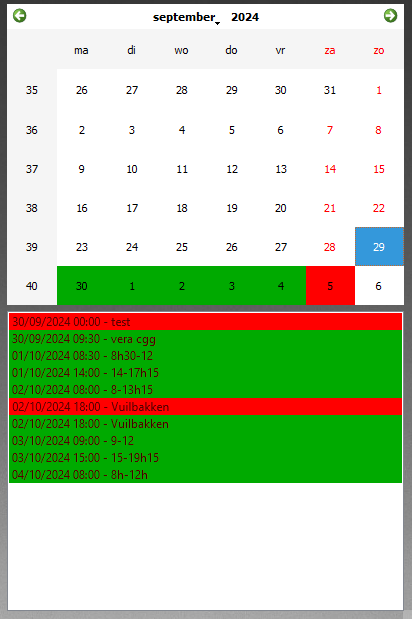 september 2024
ma di wo do vr za zo
35 26 27 28 29 30 31 1
36 2 3 4 5 6 7 8
37 9 10 11 12 13 14 15
38 16 17 18 19 20 21 22
39 23 24 25 26 27 28 29
40 30 1 2 3 4 5 6
30/09/2024 00:00 - test
30/09/2024 09:30 - vera cgg
01/10/2024 08:30 - 8h30-12
01/10/2024 14:00 - 14-17h15
02/10/2024 08:00 - 8-13h15
02/10/2024 18:00 - Vuilbakken
02/10/2024 18:00 - Vuilbakken
03/10/2024 09:00 - 9-12
03/10/2024 15:00 - 15-19h15
04/10/2024 08:00 - 8h-12h